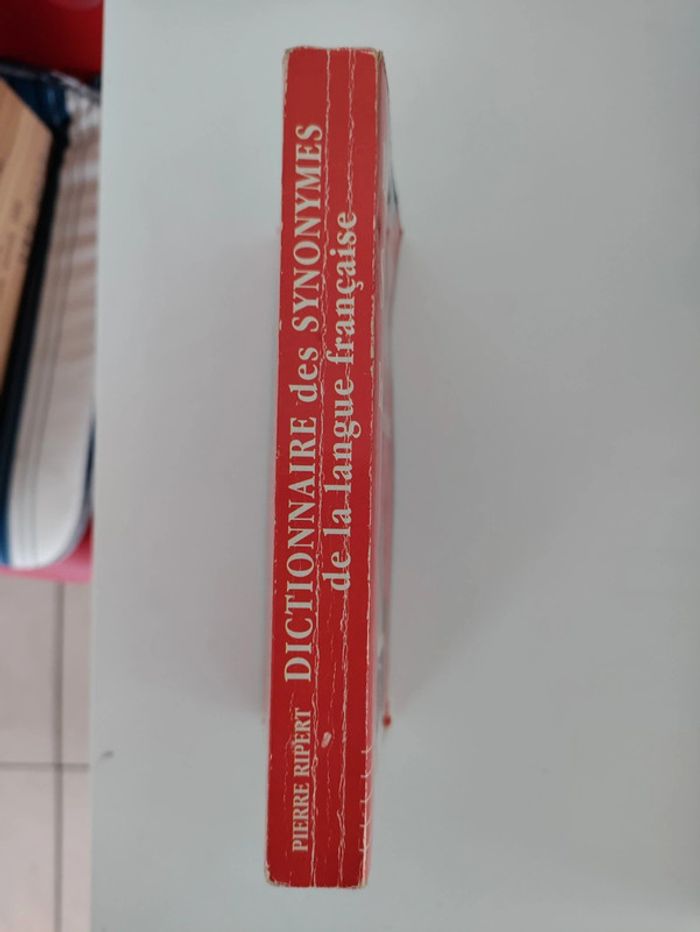 PIERRE RIPERT DICTIONNAIRE des SYNONYMES
de la langue française